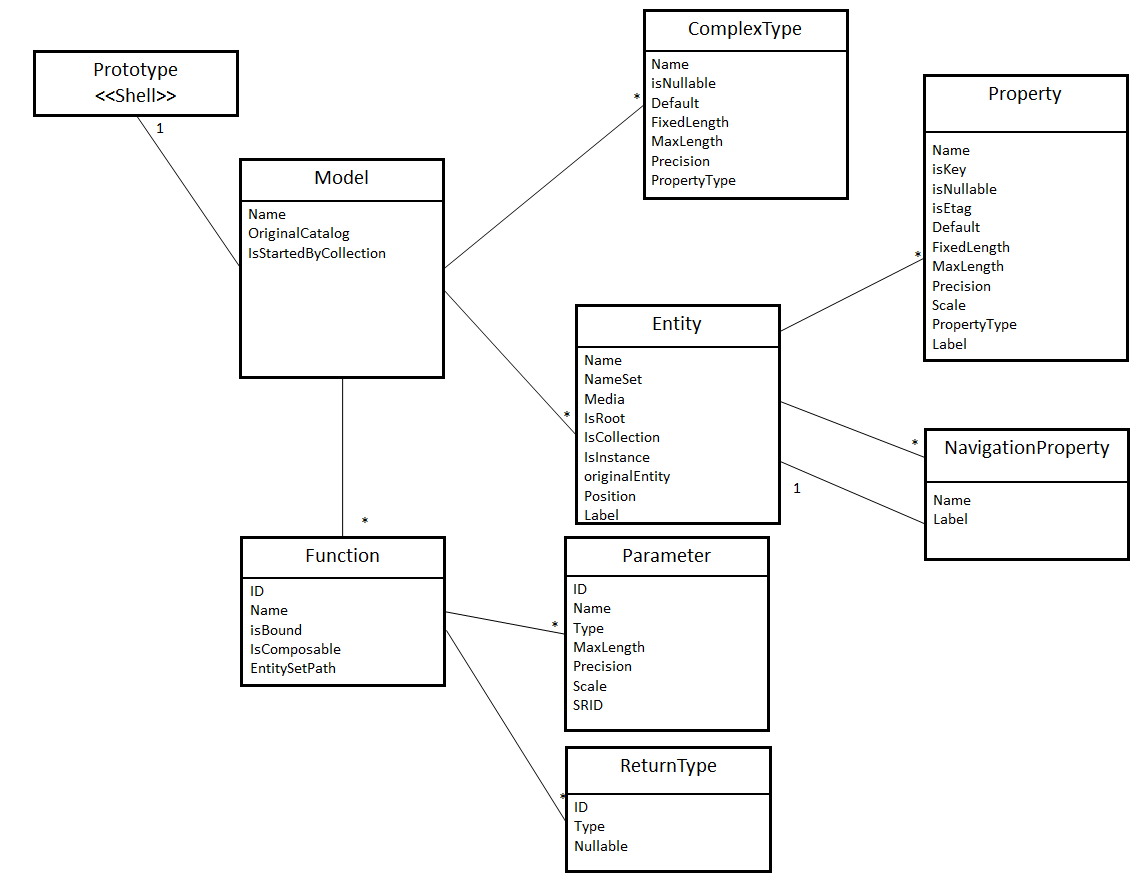 Prototype
<<Shell>>
1
Model
Name
OriginalCatalog
IsStartedByCollection
ComplexType
*
Name
isNullable
Default
FixedLength
MaxLength
Precision
PropertyType
Property
*
Name
isKey
isNullable
isEtag
Default
FixedLength
MaxLength
Precision
Scale
PropertyType
Label
Entity
*
Name
NameSet
Media
IsRoot
IsCollection
IsInstance
originalEntity
Position
Label
*
1
NavigationProperty
Name
Label
*
Function
ID
Name
isBound
IsComposable
EntitySetPath
Parameter
*
ID
Name
Type
MaxLength
Precision
Scale
SRID
ReturnType
*
ID
Type
Nullable